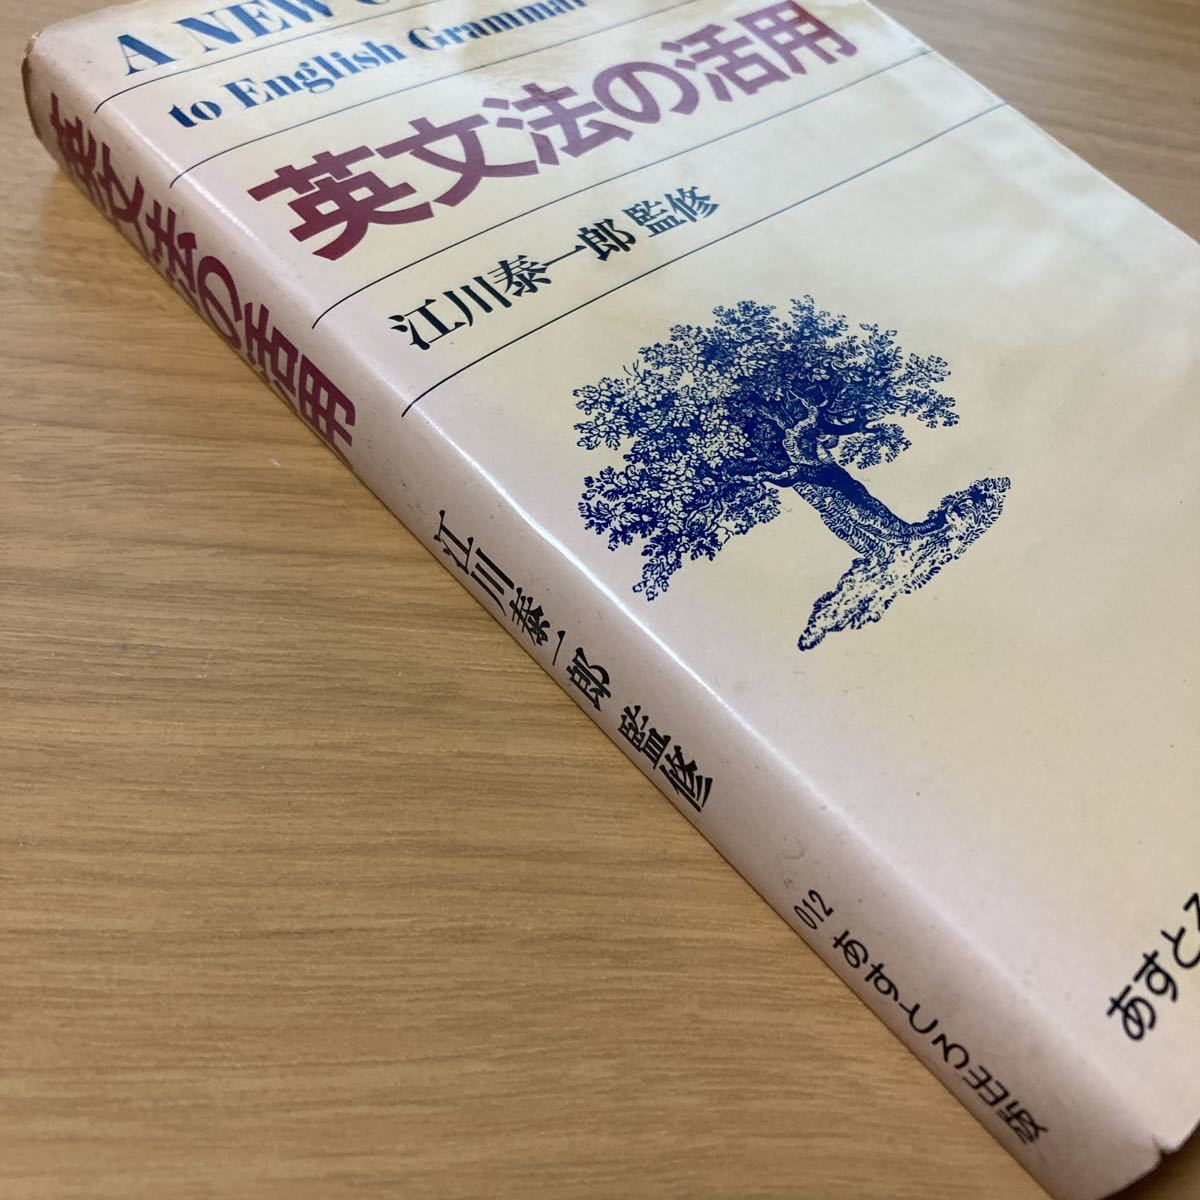 A NEW
to English Grammar
英文法の活用
江川泰一郎 監修
あすとろ
英文法の活用
江川泰一郎 監修
012
あすとろ出版